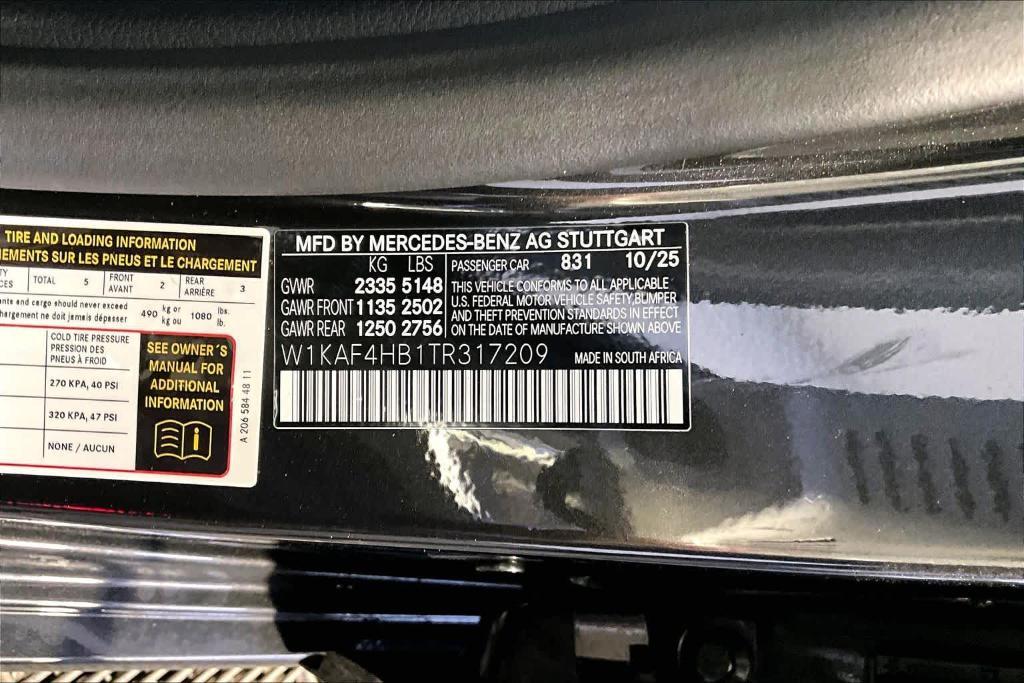 TIRE AND LOADING INFORMATION
EMENTS SUR LES PNEUS ET LE CHARGEMENT
TOTAL 5 FRONT AVANT 2 REAR ARRIÈRE 3
and cargo should never exceed
chargement ne doit jamais dépasser
490 kg or kg ou 1080 lbs. lb.
COLD TIRE PRESSURE
PRESSION DES
PNEUS À FROID
270 KPA, 40 PSI
320 KPA, 47 PSI
NONE / AUCUN
SEE OWNER´S
MANUAL FOR
ADDITIONAL
INFORMATION
A 206 584 48 11
MFD BY MERCEDES-BENZ AG STUTTGART
KG LBS
GVWR 2335 5148
GAWR FRONT 1135 2502
GAWR REAR 1250 2756
PASSENGER CAR 831 10/25
THIS VEHICLE CONFORMS TO ALL APPLICABLE
U.S. FEDERAL MOTOR VEHICLE SAFETY,BUMPER
AND THEFT PREVENTION STANDARDS IN EFFECT
ON THE DATE OF MANUFACTURE SHOWN ABOVE
W1KAF4HB1TR317209 MADE IN SOUTH AFRICA